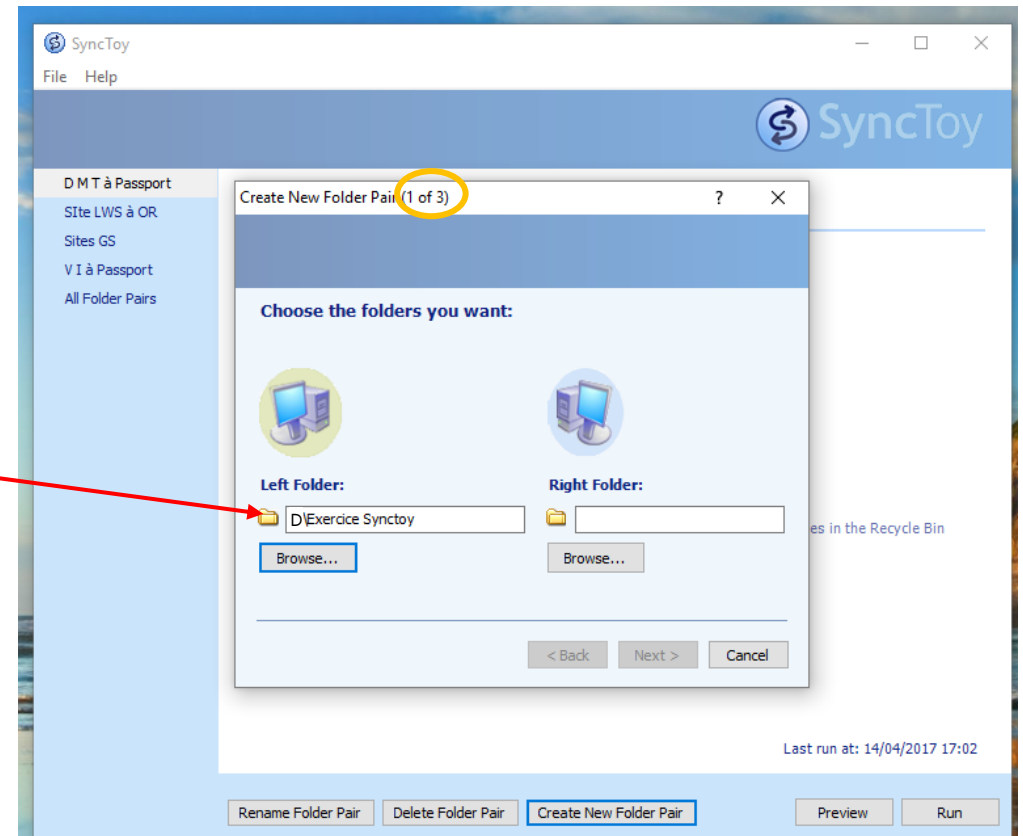 SyncToy
File Help
SyncToy
D M T à Passport
SIte LWS à OR
Sites GS
V I à Passport
All Folder Pairs
Create New Folder Pair (1 of 3)
?
Choose the folders you want:
Left Folder:
Right Folder:
D\Exercice Synctoy
Browse...
Browse...
es in the Recycle Bin
< Back
Next >
Cancel
Last run at: 14/04/2017 17:02
Rename Folder Pair
Delete Folder Pair
Create New Folder Pair
Preview
Run